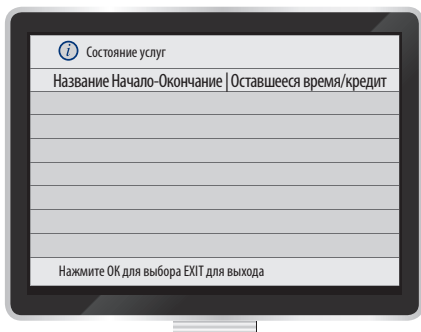 i Состояние услуг
Название Начало-Окончание | Оставшееся время/кредит
Нажмите OK для выбора EXIT для выхода